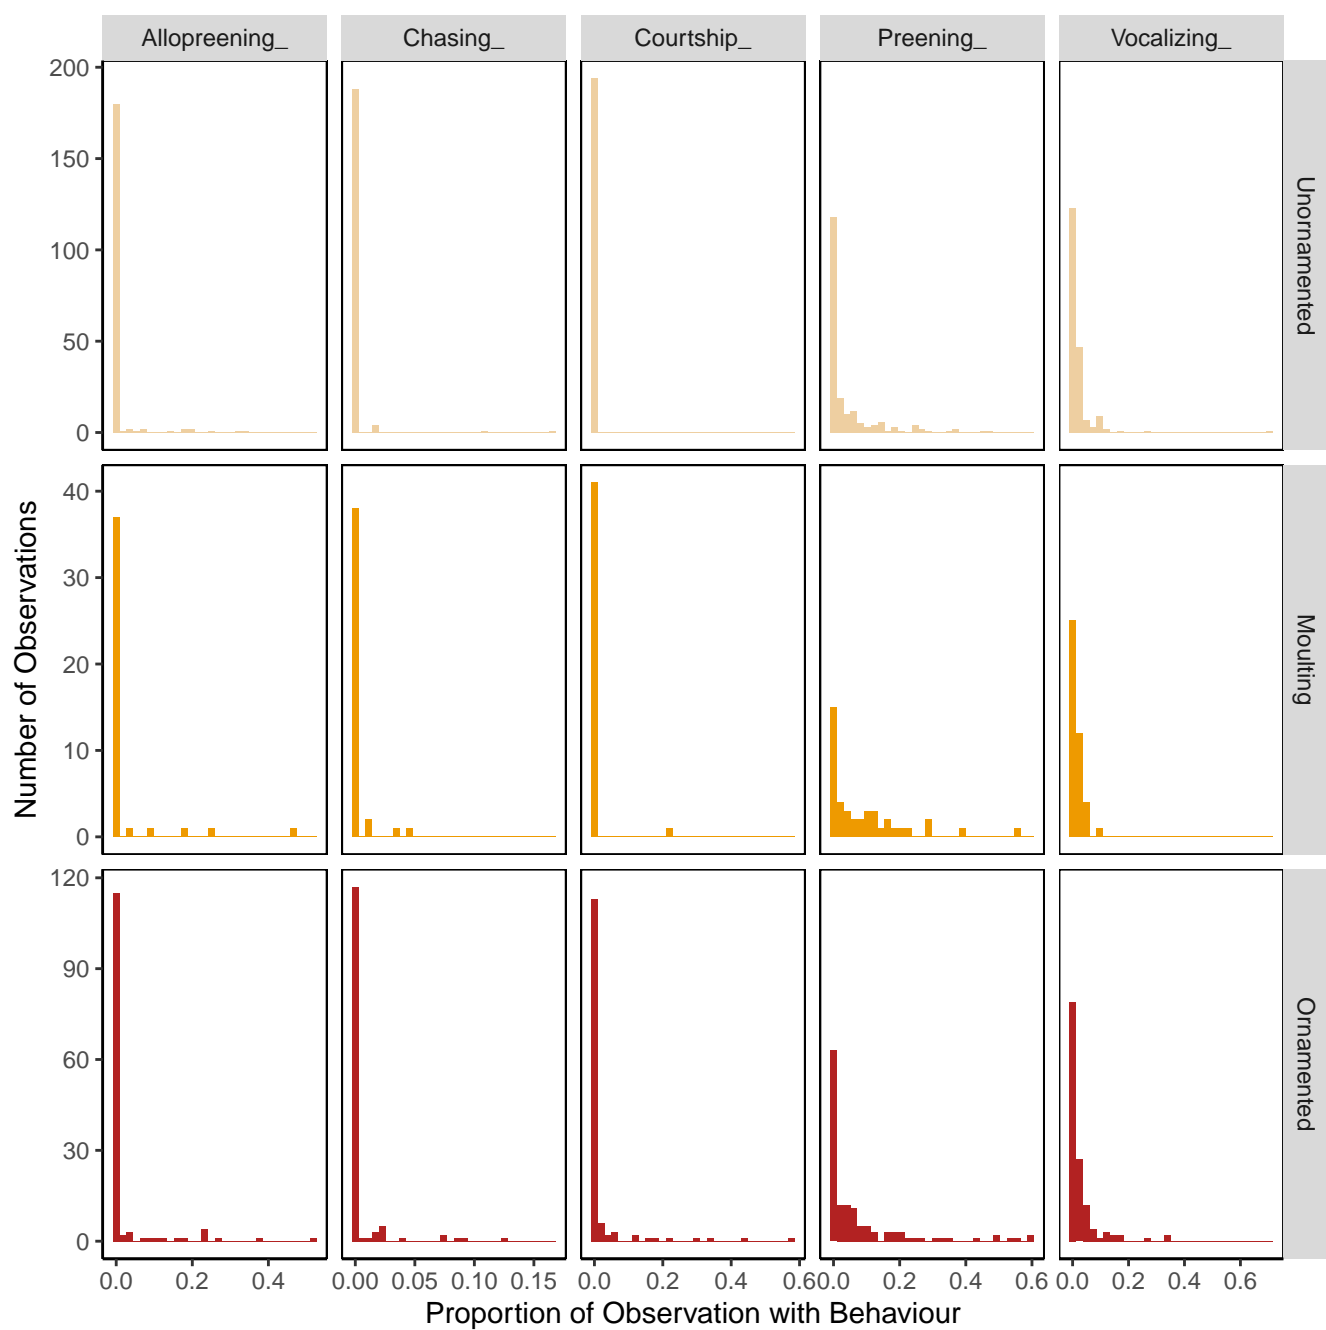 Allopreening_ Chasing_ Courtship_ Preening_ Vocalizing_
200
150
100
50
0
Unornamented
40
30
20
10
0
Moulting
120
90
60
30
0
Ornamented
Number of Observations
0.0 0.2 0.4 0.00 0.05 0.10 0.15 0.0 0.2 0.4 0.6 0.0 0.2 0.4 0.6 0.0 0.2 0.4 0.6
Proportion of Observation with Behaviour